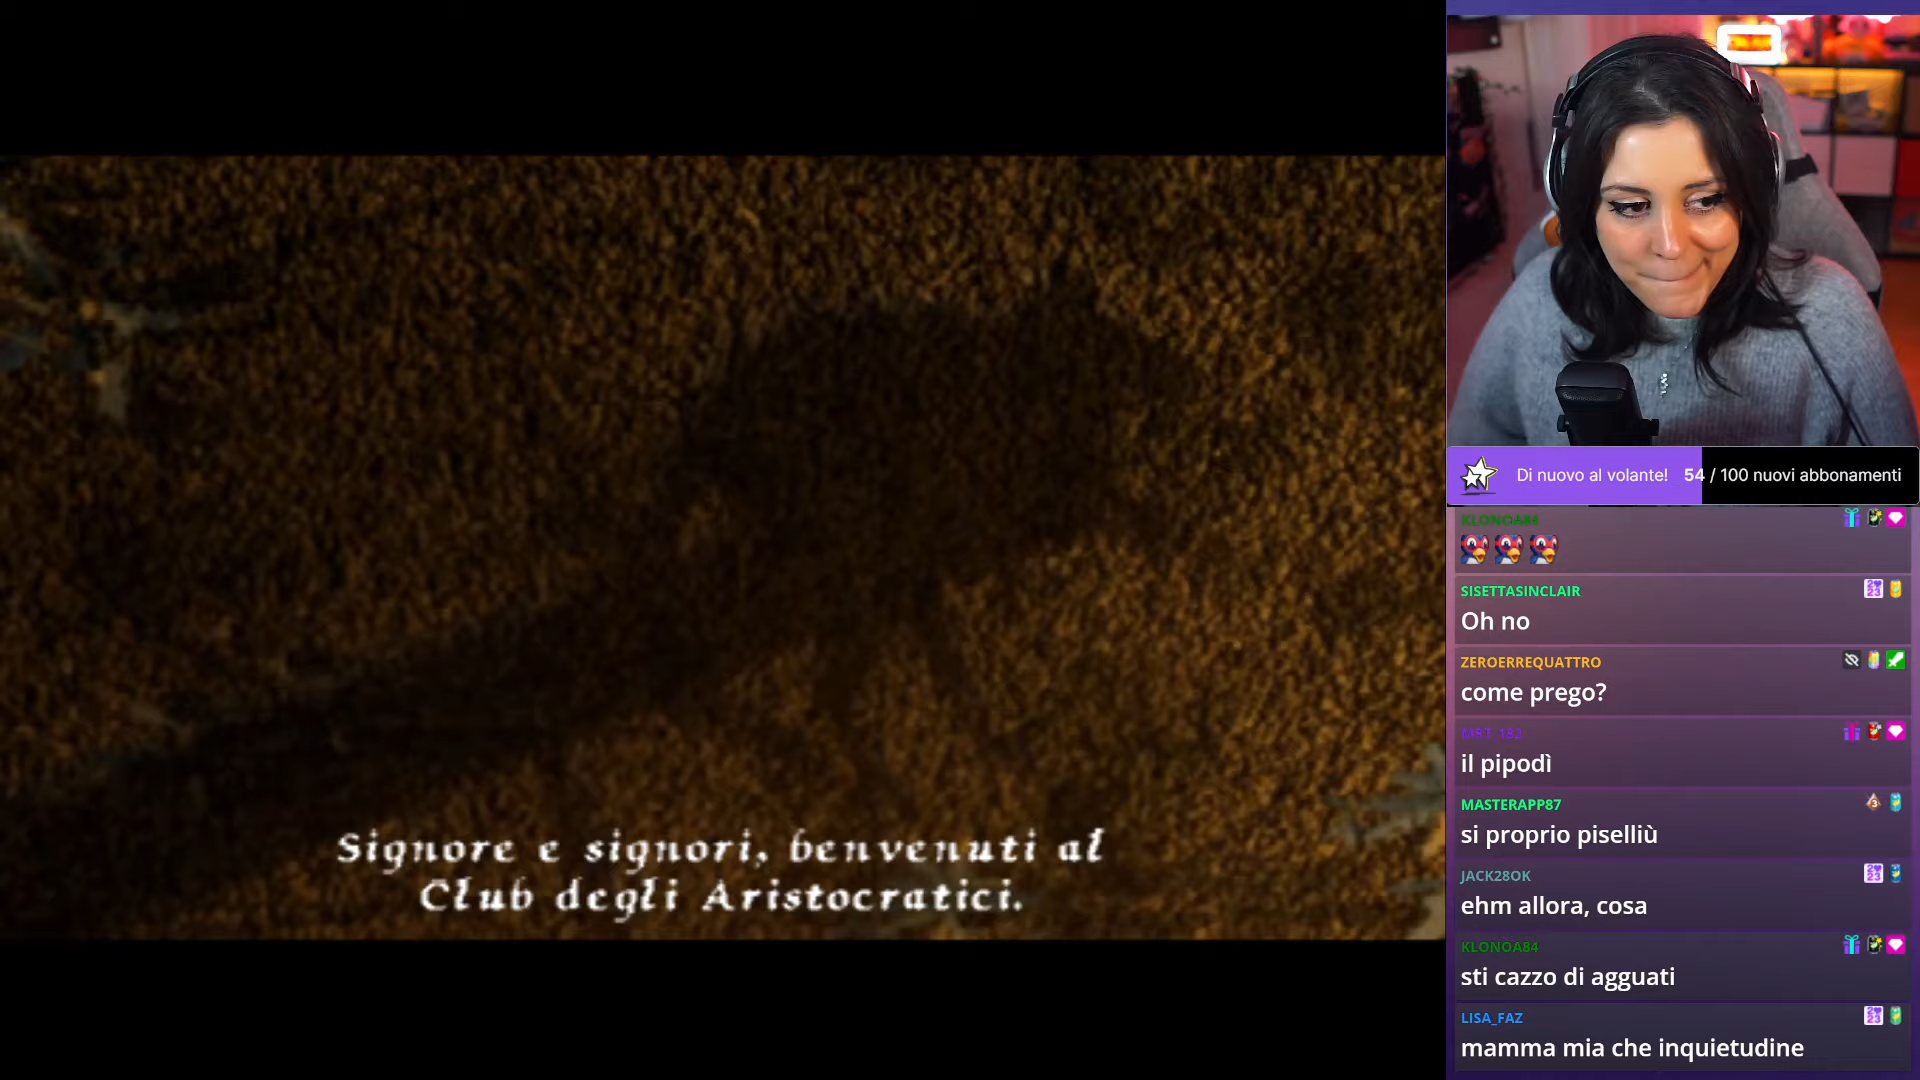 Signore e signori, benvenuti al
Club degli Aristocratici.
Di nuovo al volante! 54 / 100 nuovi abbonamenti
KLONOA84
SISETTASINCLAIR
Oh no
ZEROERREQUATTRO
come prego?
MRT_182
il pipodì
MASTERAPP87
si proprio piselliù
JACK28OK
ehm allora, cosa
KLONOA84
sti cazzo di agguati
LISA_FAZ
mamma mia che inquietudine